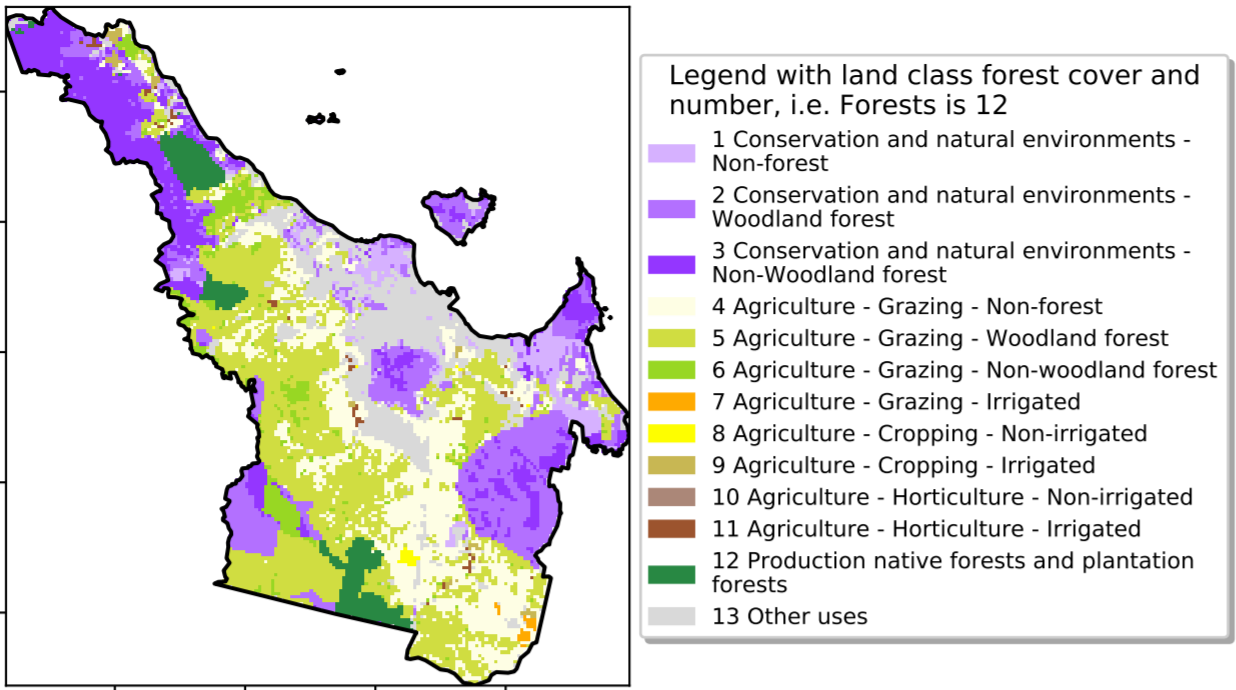 Legend with land class forest cover and
number, i.e. Forests is 12
1 Conservation and natural environments -
Non-forest
2 Conservation and natural environments -
Woodland forest
3 Conservation and natural environments -
Non-Woodland forest
4 Agriculture - Grazing - Non-forest
5 Agriculture - Grazing - Woodland forest
6 Agriculture - Grazing - Non-woodland forest
7 Agriculture - Grazing - Irrigated
8 Agriculture - Cropping - Non-irrigated
9 Agriculture - Cropping - Irrigated
10 Agriculture - Horticulture - Non-irrigated
11 Agriculture - Horticulture - Irrigated
12 Production native forests and plantation
forests
13 Other uses